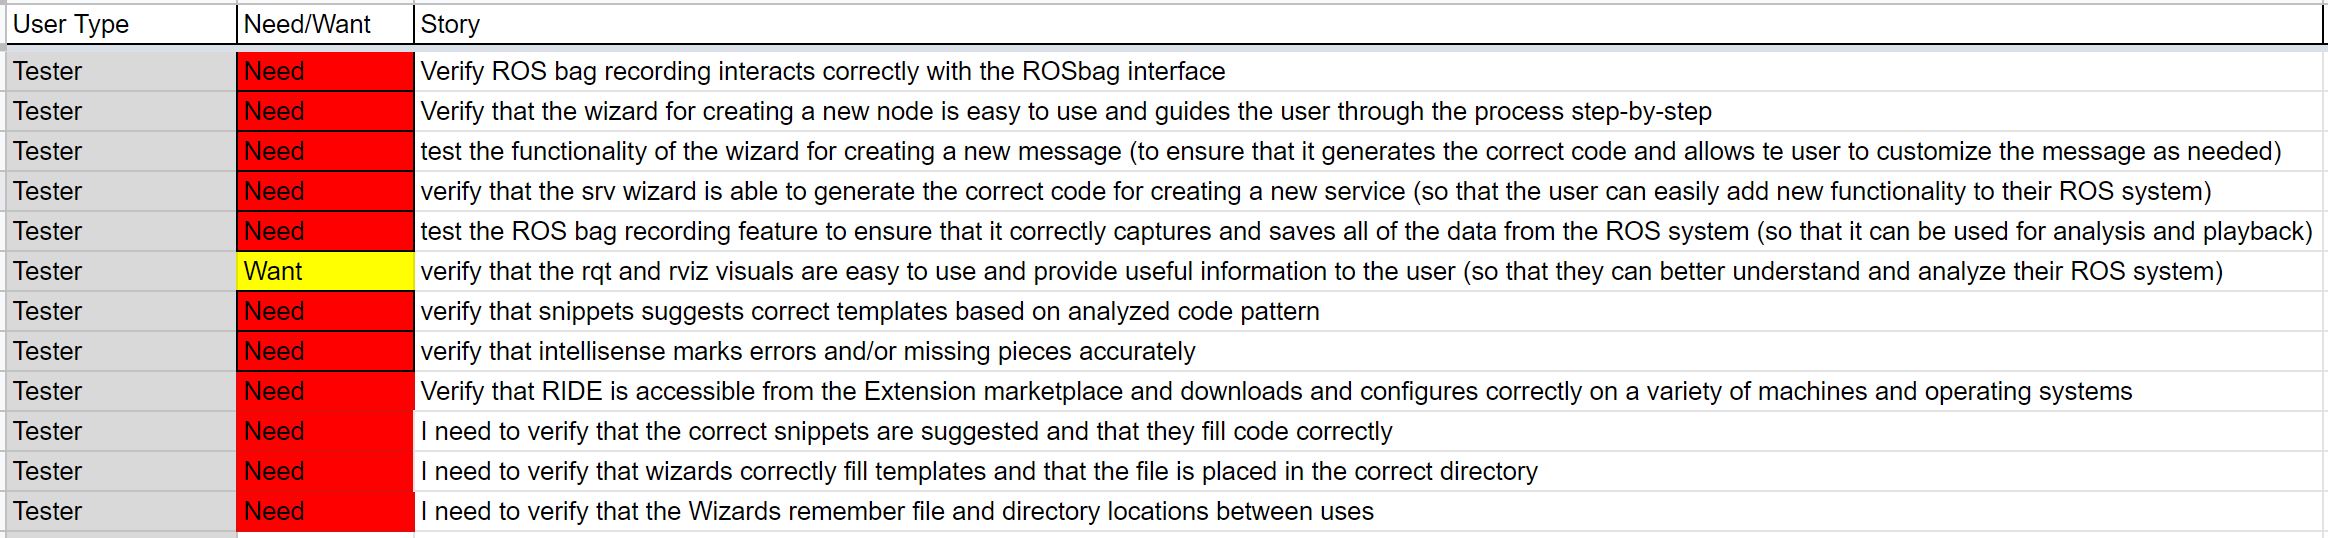 User Type Need/Want Story
Tester Need Verify ROS bag recording interacts correctly with the ROSbag interface
Tester Need Verify that the wizard for creating a new node is easy to use and guides the user through the process step-by-step
Tester Need test the functionality of the wizard for creating a new message (to ensure that it generates the correct code and allows te user to customize the message as needed)
Tester Need verify that the srv wizard is able to generate the correct code for creating a new service (so that the user can easily add new functionality to their ROS system)
Tester Need test the ROS bag recording feature to ensure that it correctly captures and saves all of the data from the ROS system (so that it can be used for analysis and playback)
Tester Want verify that the rqt and rviz visuals are easy to use and provide useful information to the user (so that they can better understand and analyze their ROS system)
Tester Need verify that snippets suggests correct templates based on analyzed code pattern
Tester Need verify that intellisense marks errors and/or missing pieces accurately
Tester Need Verify that RIDE is accessible from the Extension marketplace and downloads and configures correctly on a variety of machines and operating systems
Tester Need I need to verify that the correct snippets are suggested and that they fill code correctly
Tester Need I need to verify that wizards correctly fill templates and that the file is placed in the correct directory
Tester Need I need to verify that the Wizards remember file and directory locations between uses